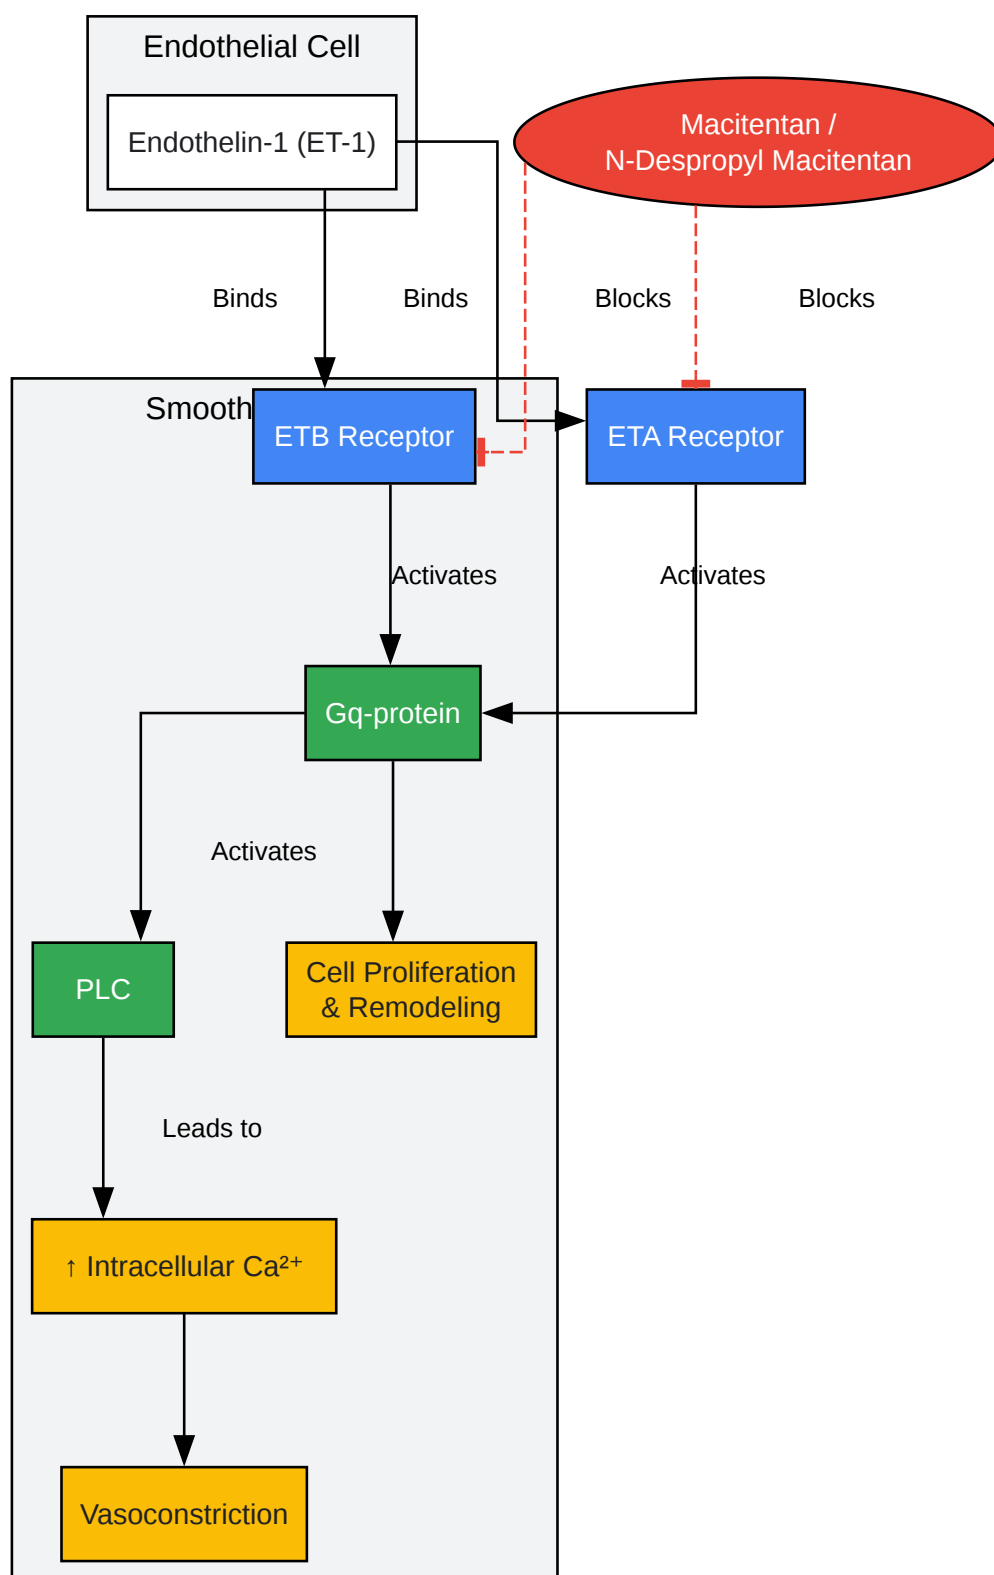 Endothelial Cell
Endothelin-1 (ET-1)
Macitentan /
N-Despropyl Macitentan
Binds
Binds
Blocks
Blocks
Smooth
ETB Receptor
ETA Receptor
Activates
Activates
Gq-protein
Activates
PLC
Cell Proliferation
& Remodeling
Leads to
↑ Intracellular Ca²⁺
Vasoconstriction